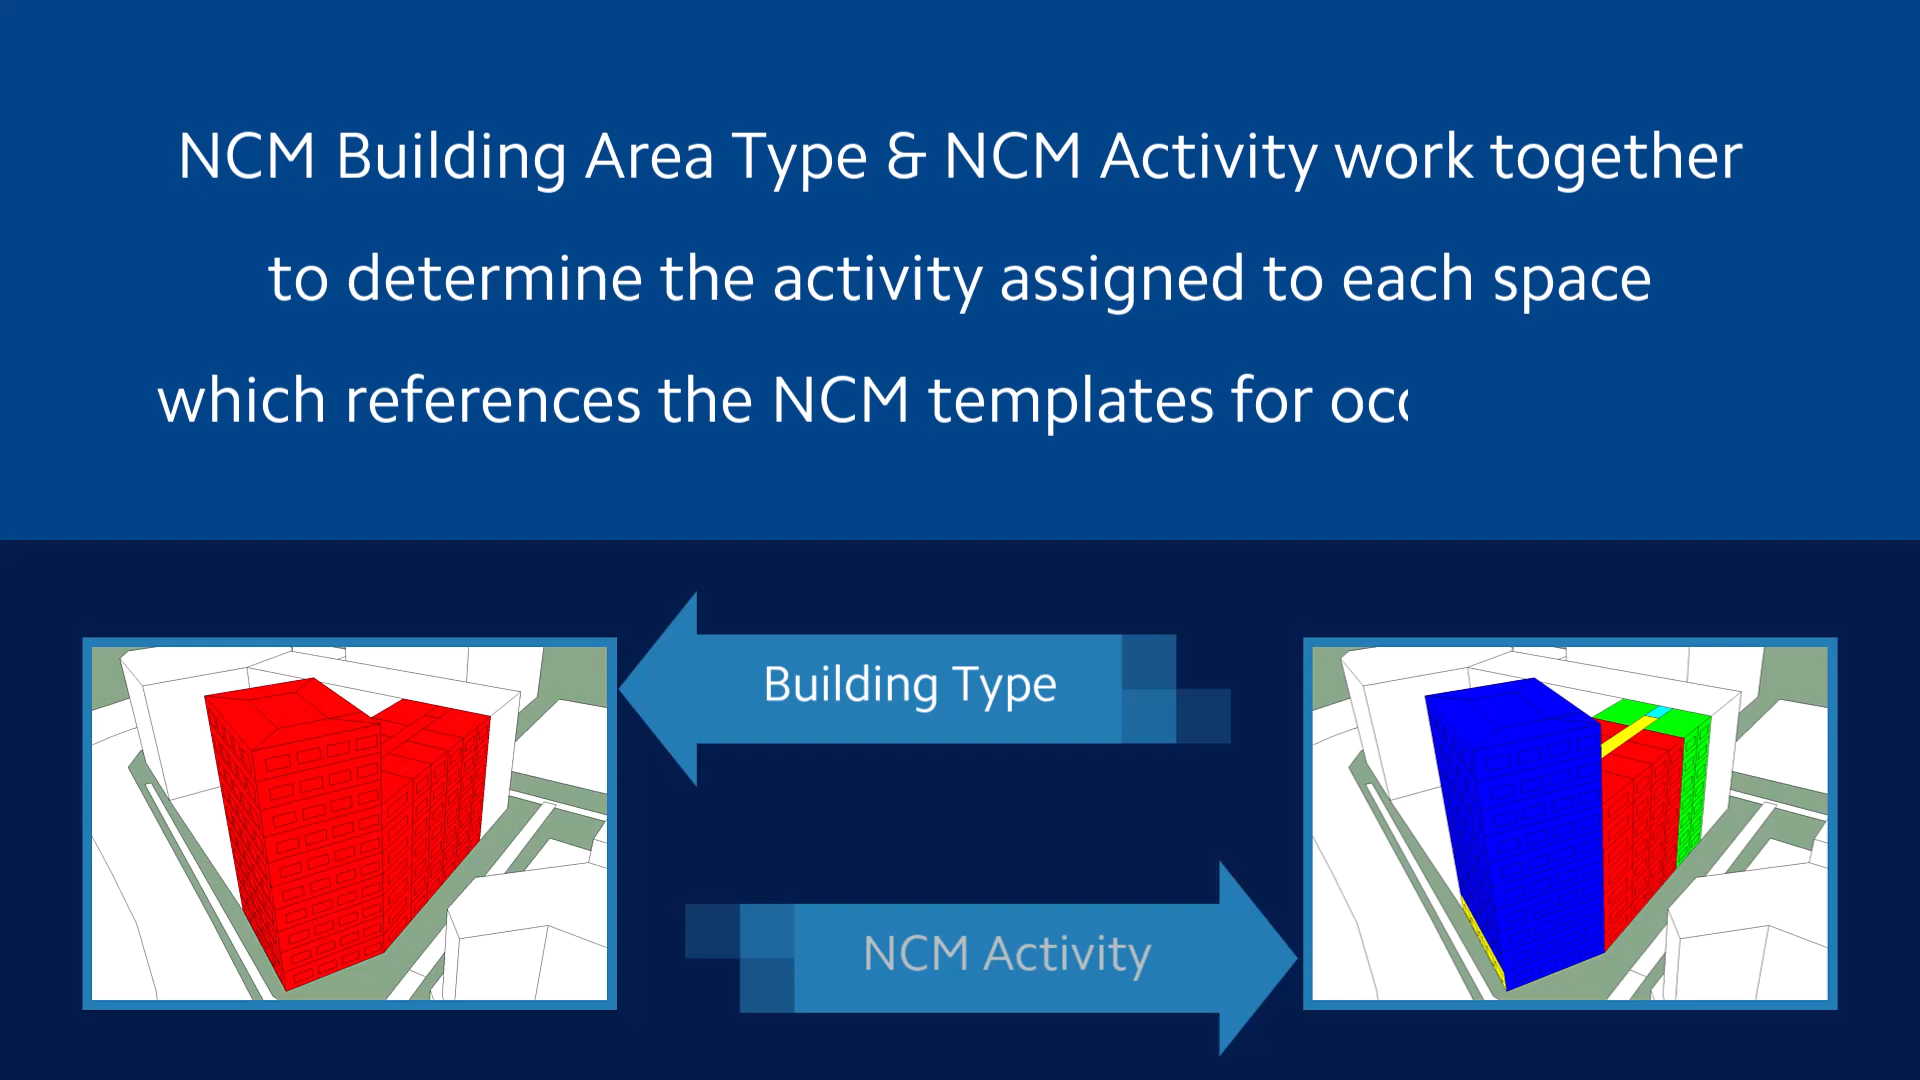 NCM Building Area Type & NCM Activity work together
to determine the activity assigned to each space
which references the NCM templates for
Building Type
NCM Activity